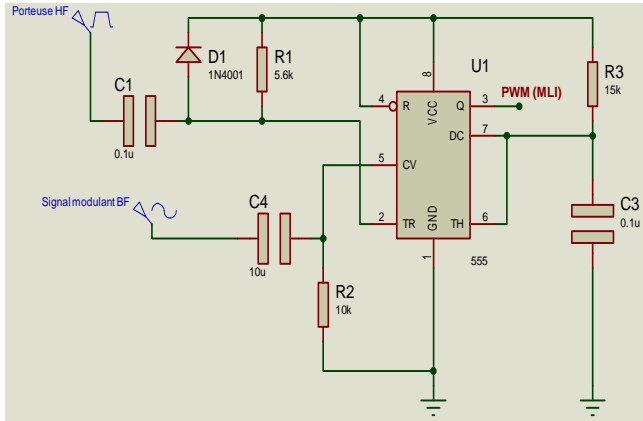 Porteuse HF
D1
1N4001
R1
5.6k
C1
0.1u
U1
R3
15k
PWM (MLI)
8
4
R
VCC
Q
3
DC
7
5
CV
Signal modulant BF
C4
10u
2
TR
GND
TH
6
1
555
C3
0.1u
R2
10k